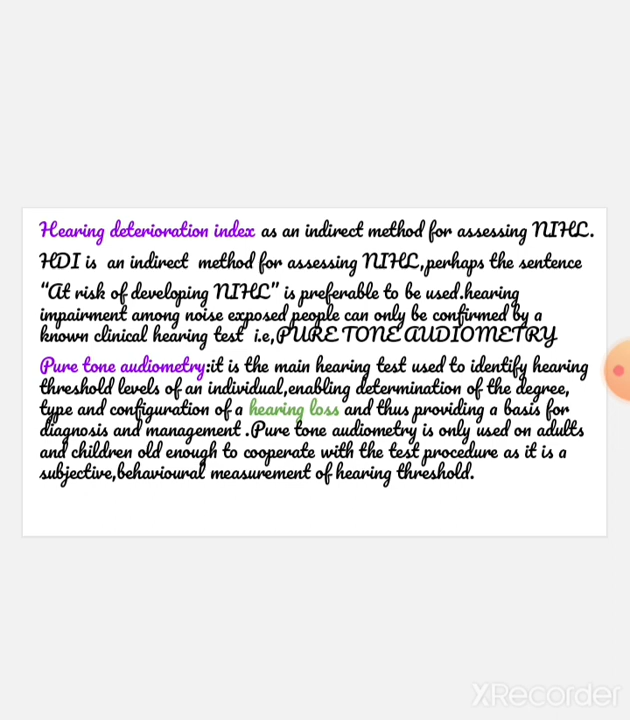 Hearing deterioration index as an indirect method for assessing NIHL.
HDI is an indirect method for assessing NIHL,perhaps the sentence
"At risk of developing NIHL" is preferable to be used.hearing
impairment among noise exposed people can only be confirmed by a
known clinical hearing test i.e,PURE TONE AUDIOMETRY
Pure tone audiometry:it is the main hearing test used to identify hearing
threshold levels of an individual,enabling determination of the degree,
type and configuration of a hearing loss and thus providing a basis for
diagnosis and management .Pure tone audiometry is only used on adults
and children old enough to cooperate with the test procedure as it is a
subjective,behavioural measurement of hearing threshold.
XRecorder